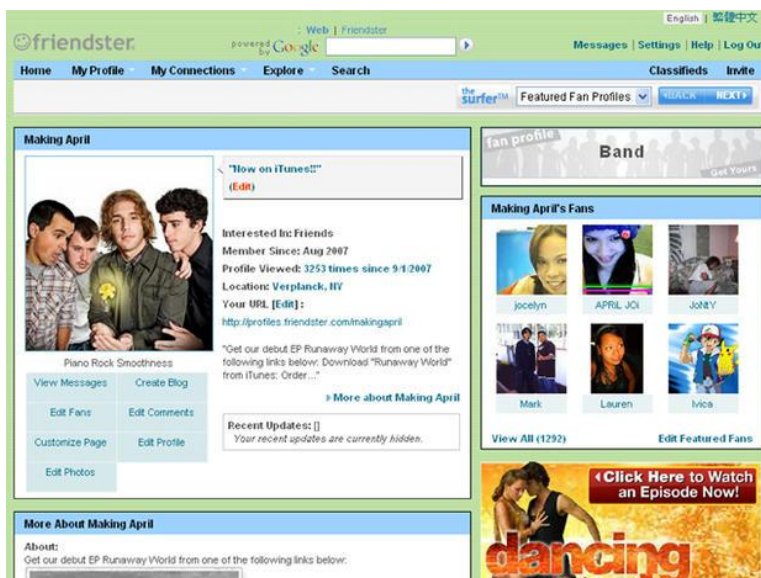 English | 繁體中文
: Web | Friendster
friendster
powered by Google
Messages | Settings | Help | Log Out
Home My Profile My Connections Explore Search Classifieds Invite
the surfer™ Featured Fan Profiles BACK NEXT
Making April
"Now on iTunes!!"
(Edit)
Interested In: Friends
Member Since: Aug 2007
Profile Viewed: 3253 times since 9/1/2007
Location: Verplanck, NY
Your URL [Edit] :
http://profiles.friendster.com/makingapril
"Get our debut EP Runaway World from one of the
following links below: Download "Runaway World"
from iTunes: Order..."
More about Making April
Recent Updates: []
Your recent updates are currently hidden.
Piano Rock Smoothness
View Messages Create Blog
Edit Fans Edit Comments
Customize Page Edit Profile
Edit Photos
More About Making April
About:
Get our debut EP Runaway World from one of the following links below:
fan profile
Band
Get Yours
Making April's Fans
jocelyn APRIL JOi JoNtY
Mark Lauren Ivica
View All (1292) Edit Featured Fans
Click Here to Watch
an Episode Now!
dancing